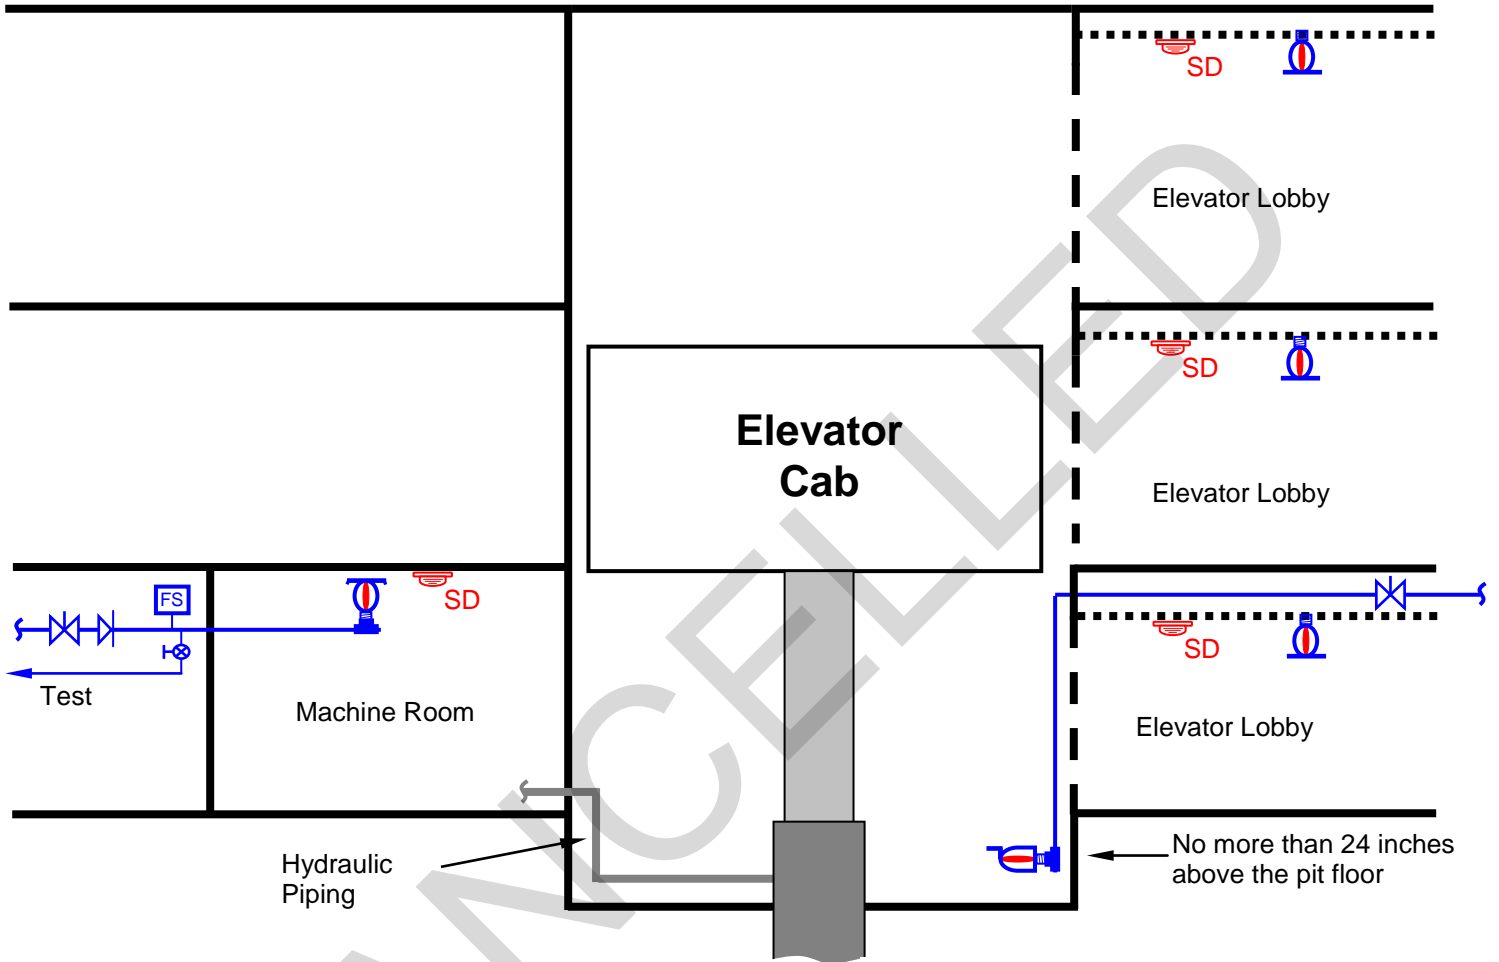 SD
Elevator Lobby
SD
Elevator Lobby
Elevator
Cab
FS
SD
Test
Machine Room
SD
Elevator Lobby
Hydraulic
Piping
No more than 24 inches
above the pit floor
CANCELLED